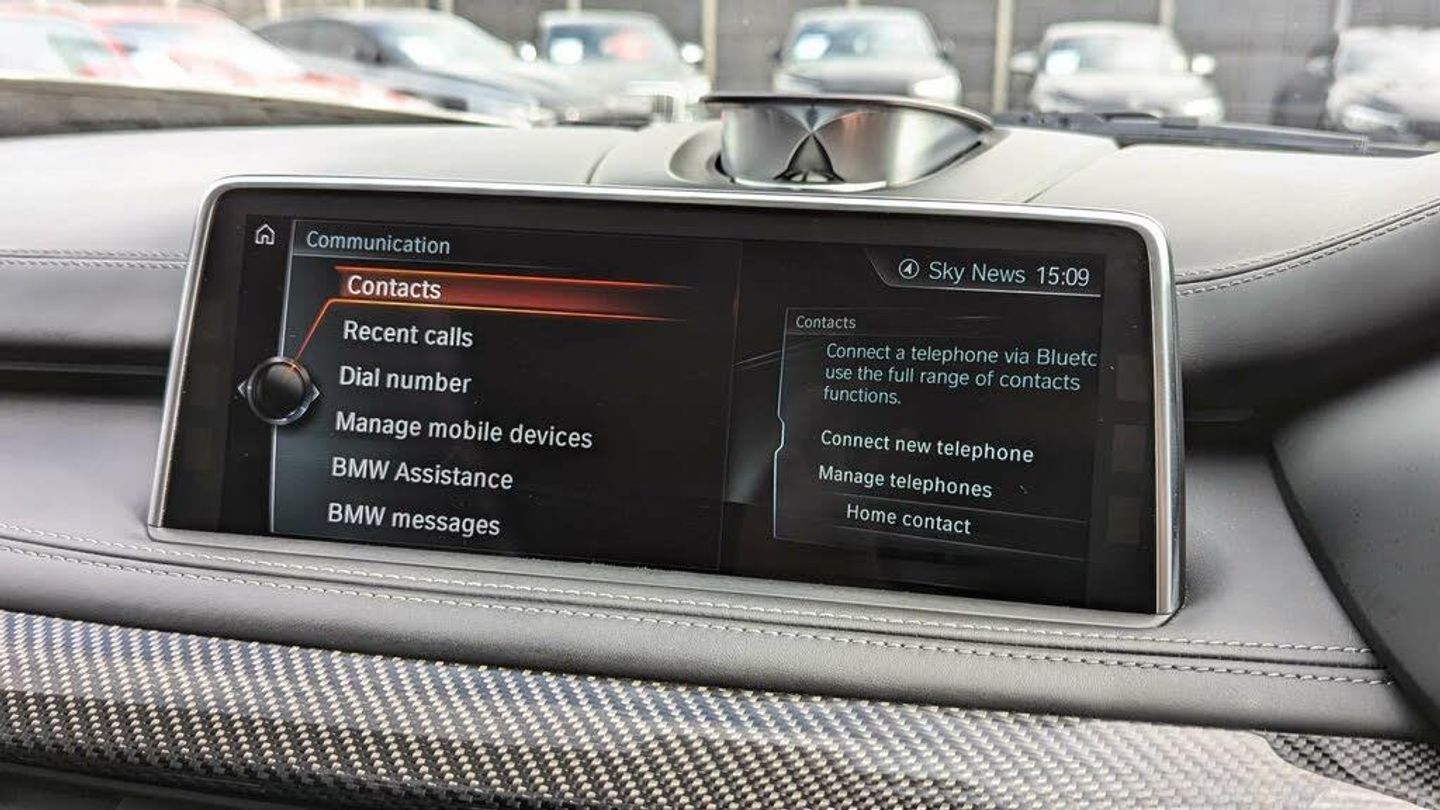 Communication
Contacts
Recent calls
Dial number
Manage mobile devices
BMW Assistance
BMW messages
Sky News 15:09
Contacts
Connect a telephone via Bluetc
use the full range of contacts
functions.
Connect new telephone
Manage telephones
Home contact